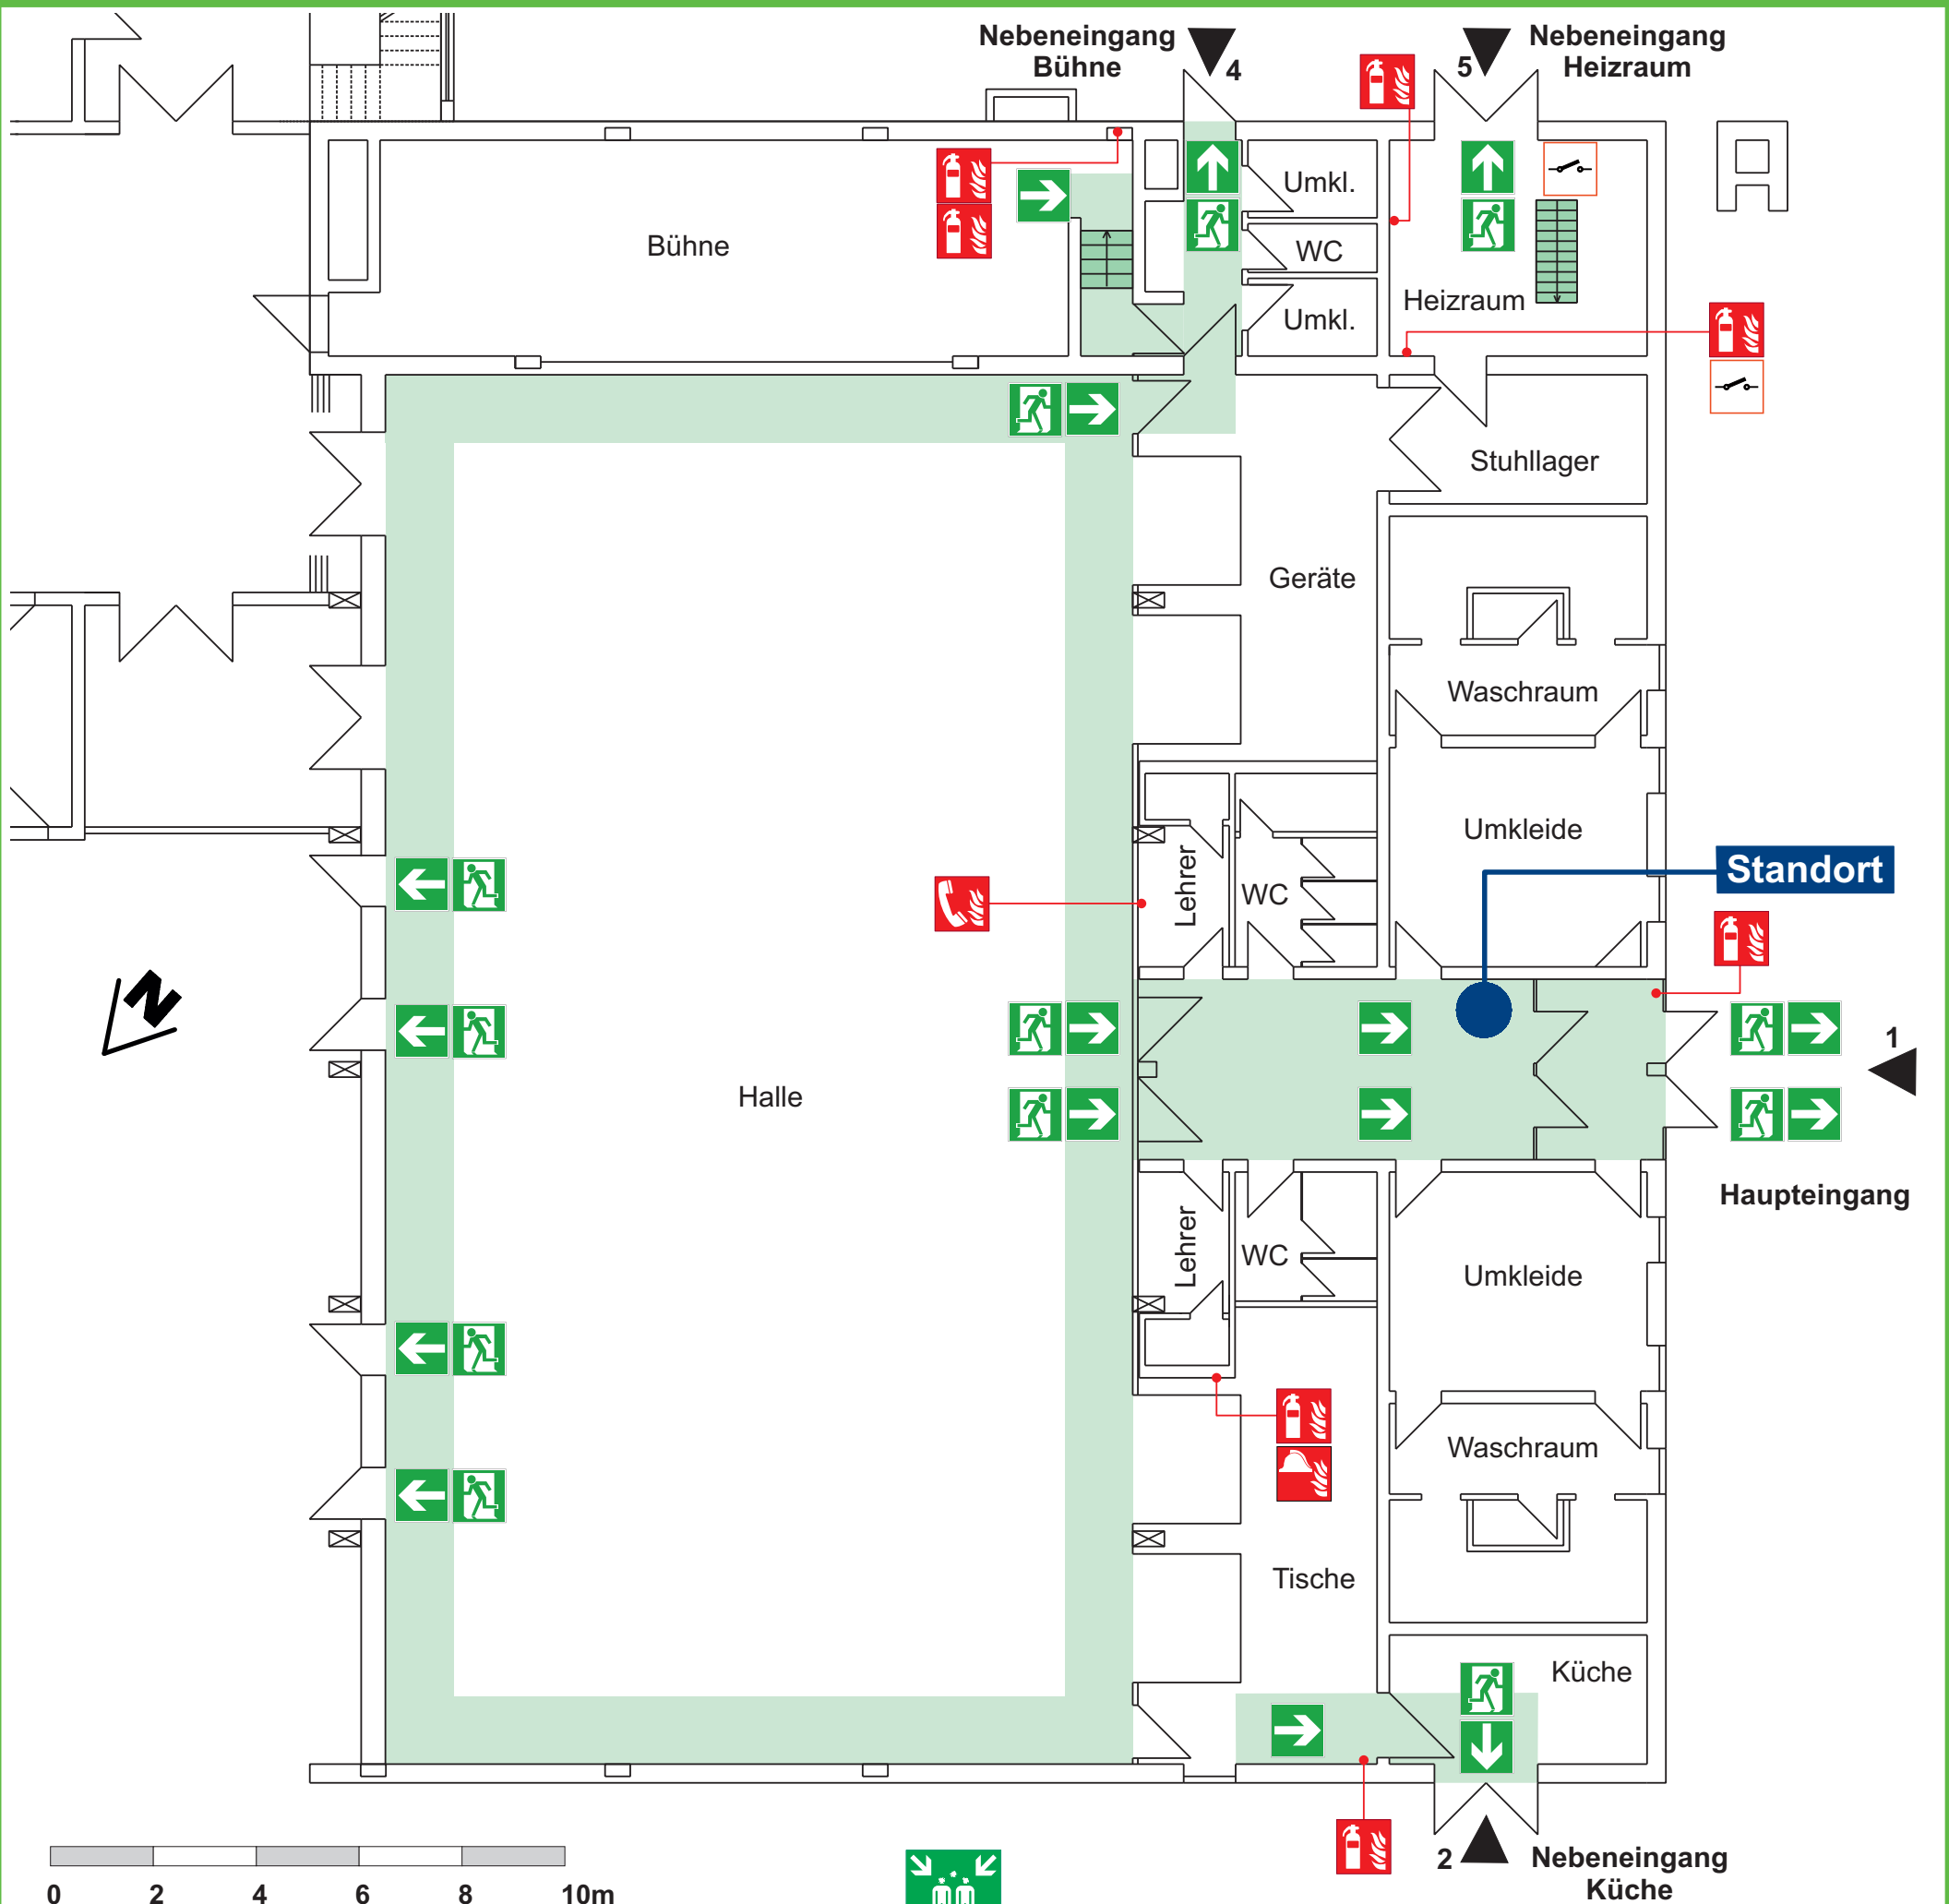 Nebeneingang
Bühne
4
5
Nebeneingang
Heizraum
Umkl.
WC
Umkl.
Bühne
Heizraum
Stuhllager
Geräte
Waschraum
Umkleide
Standort
Lehrer
WC
N
1
Halle
Haupteingang
Lehrer
WC
Umkleide
Waschraum
Tische
Küche
0 2 4 6 8 10m
2
Nebeneingang
Küche